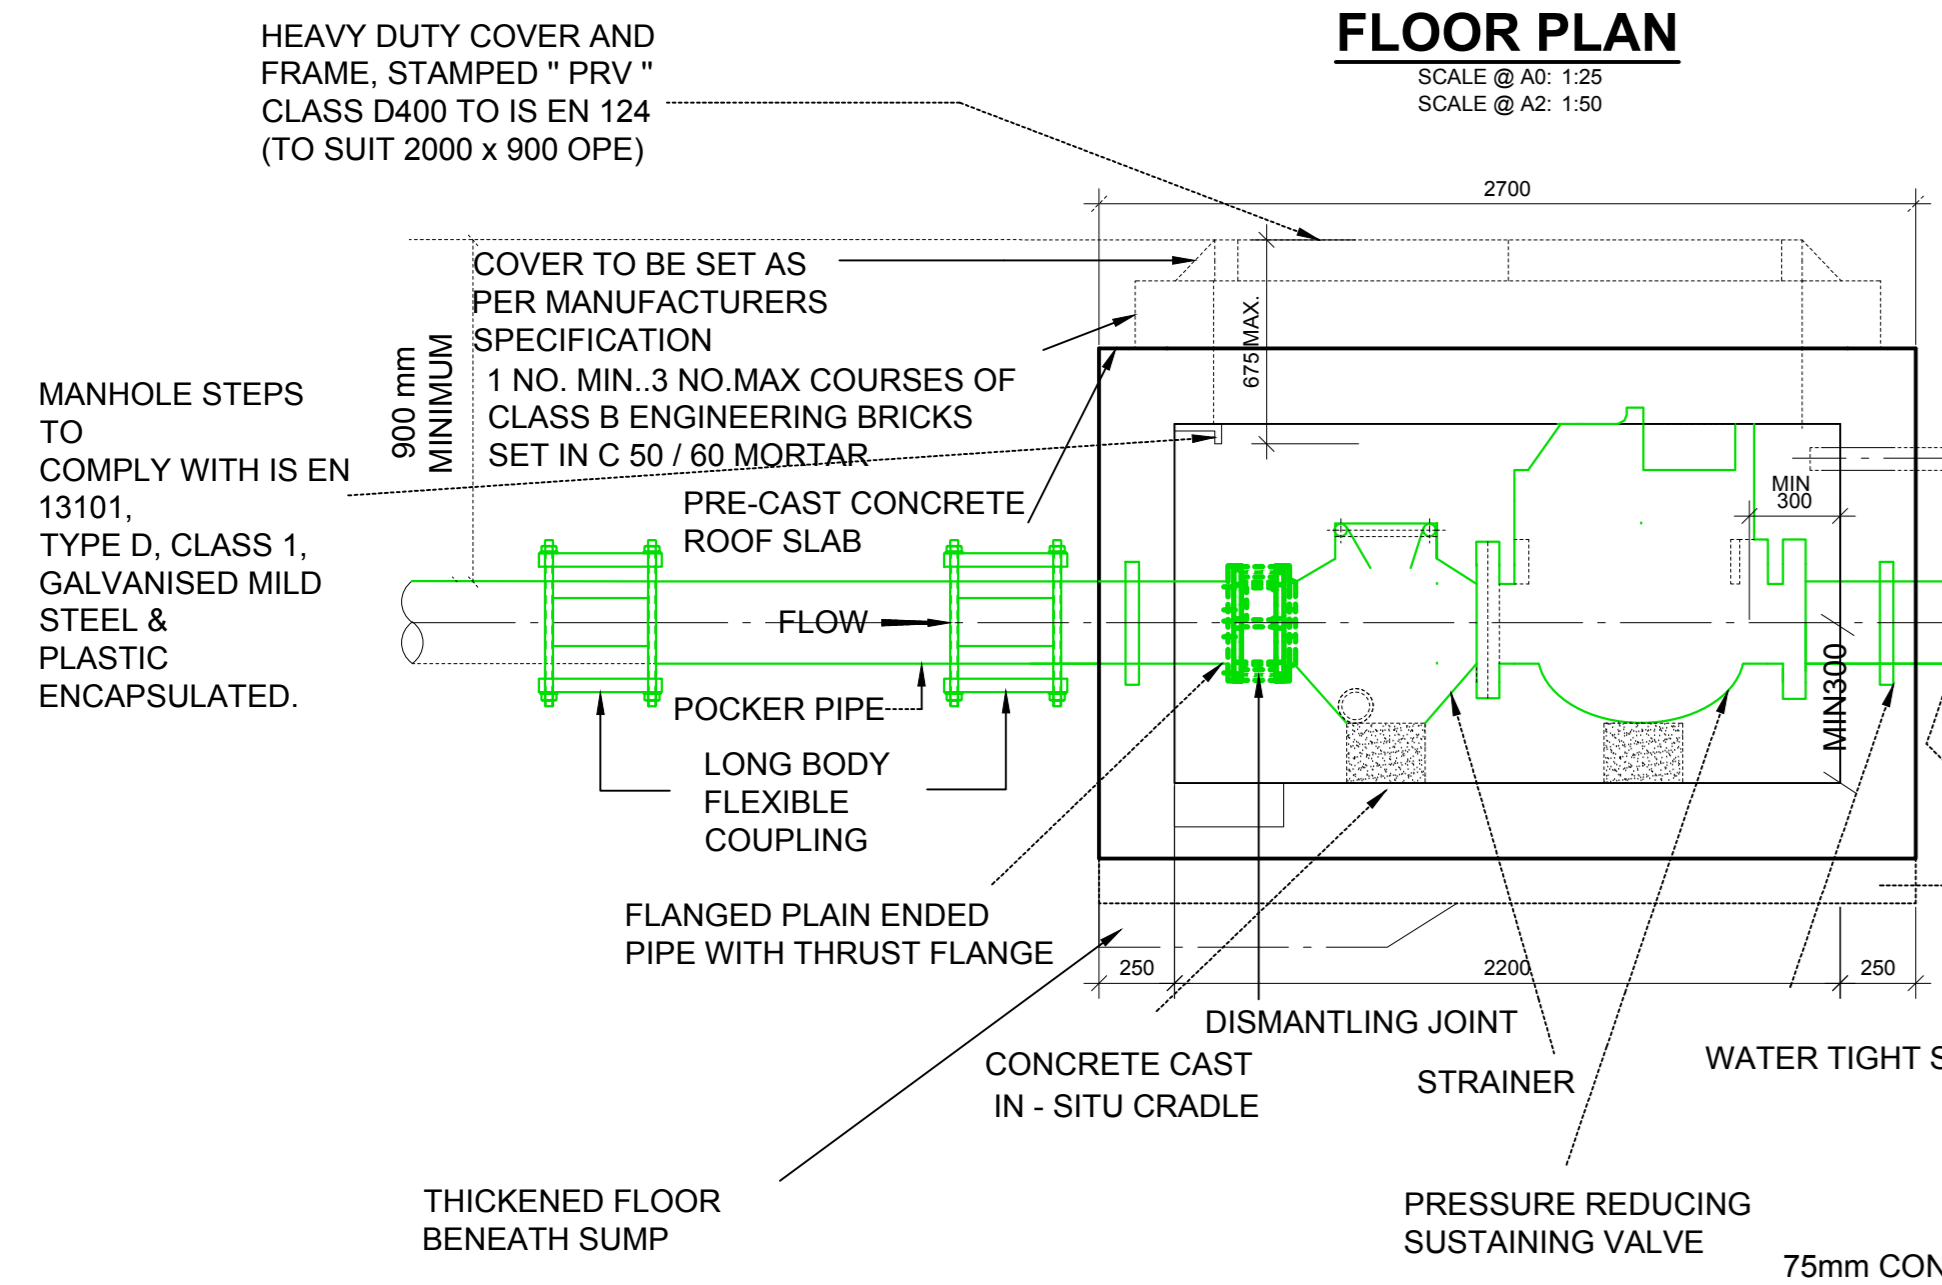 HEAVY DUTY COVER AND
FRAME, STAMPED " PRV "
CLASS D400 TO IS EN 124
(TO SUIT 2000 x 900 OPE)
FLOOR PLAN
SCALE @ A0: 1:25
SCALE @ A2: 1:50
2700
COVER TO BE SET AS
PER MANUFACTURERS
SPECIFICATION
675 MAX.
900 mm
MINIMUM
1 NO. MIN..3 NO.MAX COURSES OF
CLASS B ENGINEERING BRICKS
SET IN C 50 / 60 MORTAR
MANHOLE STEPS
TO
COMPLY WITH IS EN
13101,
TYPE D, CLASS 1,
GALVANISED MILD
STEEL &
PLASTIC
ENCAPSULATED.
PRE-CAST CONCRETE
ROOF SLAB
MIN
300
FLOW
MIN300
POCKER PIPE
LONG BODY
FLEXIBLE
COUPLING
FLANGED PLAIN ENDED
PIPE WITH THRUST FLANGE
250
2200
250
DISMANTLING JOINT
CONCRETE CAST
IN - SITU CRADLE
STRAINER
WATER TIGHT S
THICKENED FLOOR
BENEATH SUMP
PRESSURE REDUCING
SUSTAINING VALVE
75mm CON